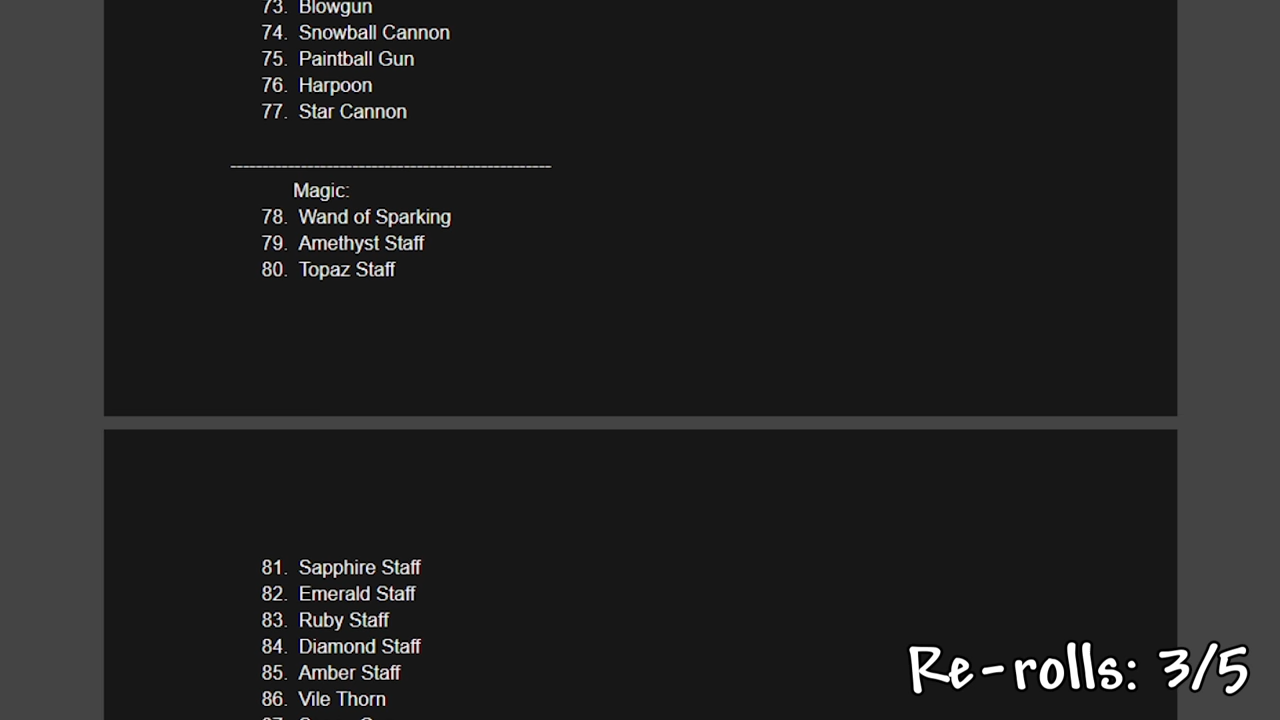 73. Blowgun
74. Snowball Cannon
75. Paintball Gun
76. Harpoon
77. Star Cannon
Magic:
78. Wand of Sparking
79. Amethyst Staff
80. Topaz Staff
81. Sapphire Staff
82. Emerald Staff
83. Ruby Staff
84. Diamond Staff
85. Amber Staff
86. Vile Thorn
Re-rolls: 3/5